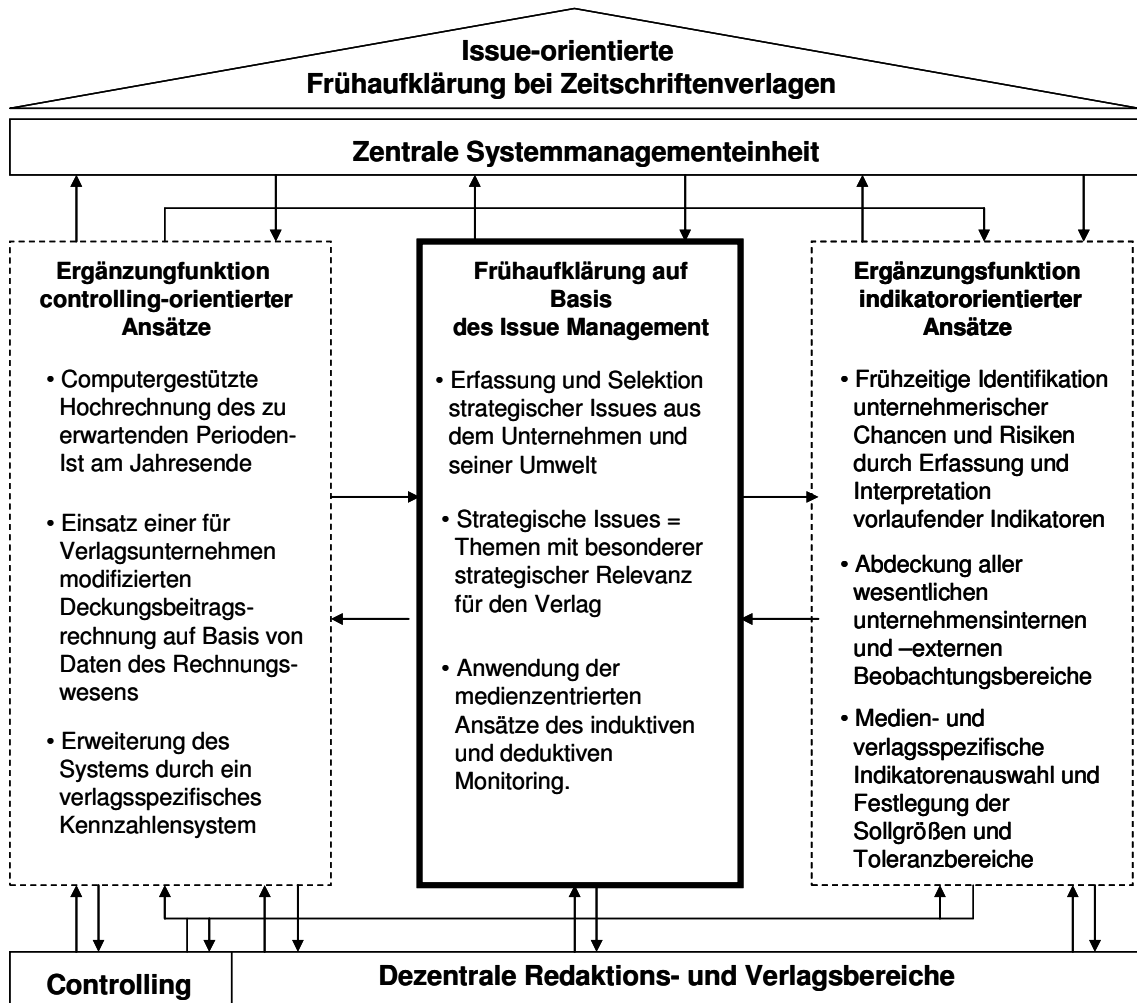 Issue-orientierte
Frühaufklärung bei Zeitschriftenverlagen
Zentrale Systemmanagementeinheit
Ergänzungfunktion
controlling-orientierter
Ansätze
• Computergestützte
Hochrechnung des zu
erwartenden Perioden-
Ist am Jahresende
• Einsatz einer für
Verlagsunternehmen
modifizierten
Deckungsbeitrags-
rechnung auf Basis von
Daten des Rechnungs-
wesens
• Erweiterung des
Systems durch ein
verlagsspezifisches
Kennzahlensystem
Frühaufklärung auf
Basis
des Issue Management
• Erfassung und Selektion
strategischer Issues aus
dem Unternehmen und
seiner Umwelt
• Strategische Issues =
Themen mit besonderer
strategischer Relevanz
für den Verlag
• Anwendung der
medienzentrierten
Ansätze des induktiven
und deduktiven
Monitoring.
Ergänzungsfunktion
indikatororientierter
Ansätze
• Frühzeitige Identifikation
unternehmerischer
Chancen und Risiken
durch Erfassung und
Interpretation
vorlaufender Indikatoren
• Abdeckung aller
wesentlichen
unternehmensinternen
und –externen
Beobachtungsbereiche
• Medien- und
verlagsspezifische
Indikatorenauswahl und
Festlegung der
Sollgrößen und
Toleranzbereiche
Controlling
Dezentrale Redaktions- und Verlagsbereiche